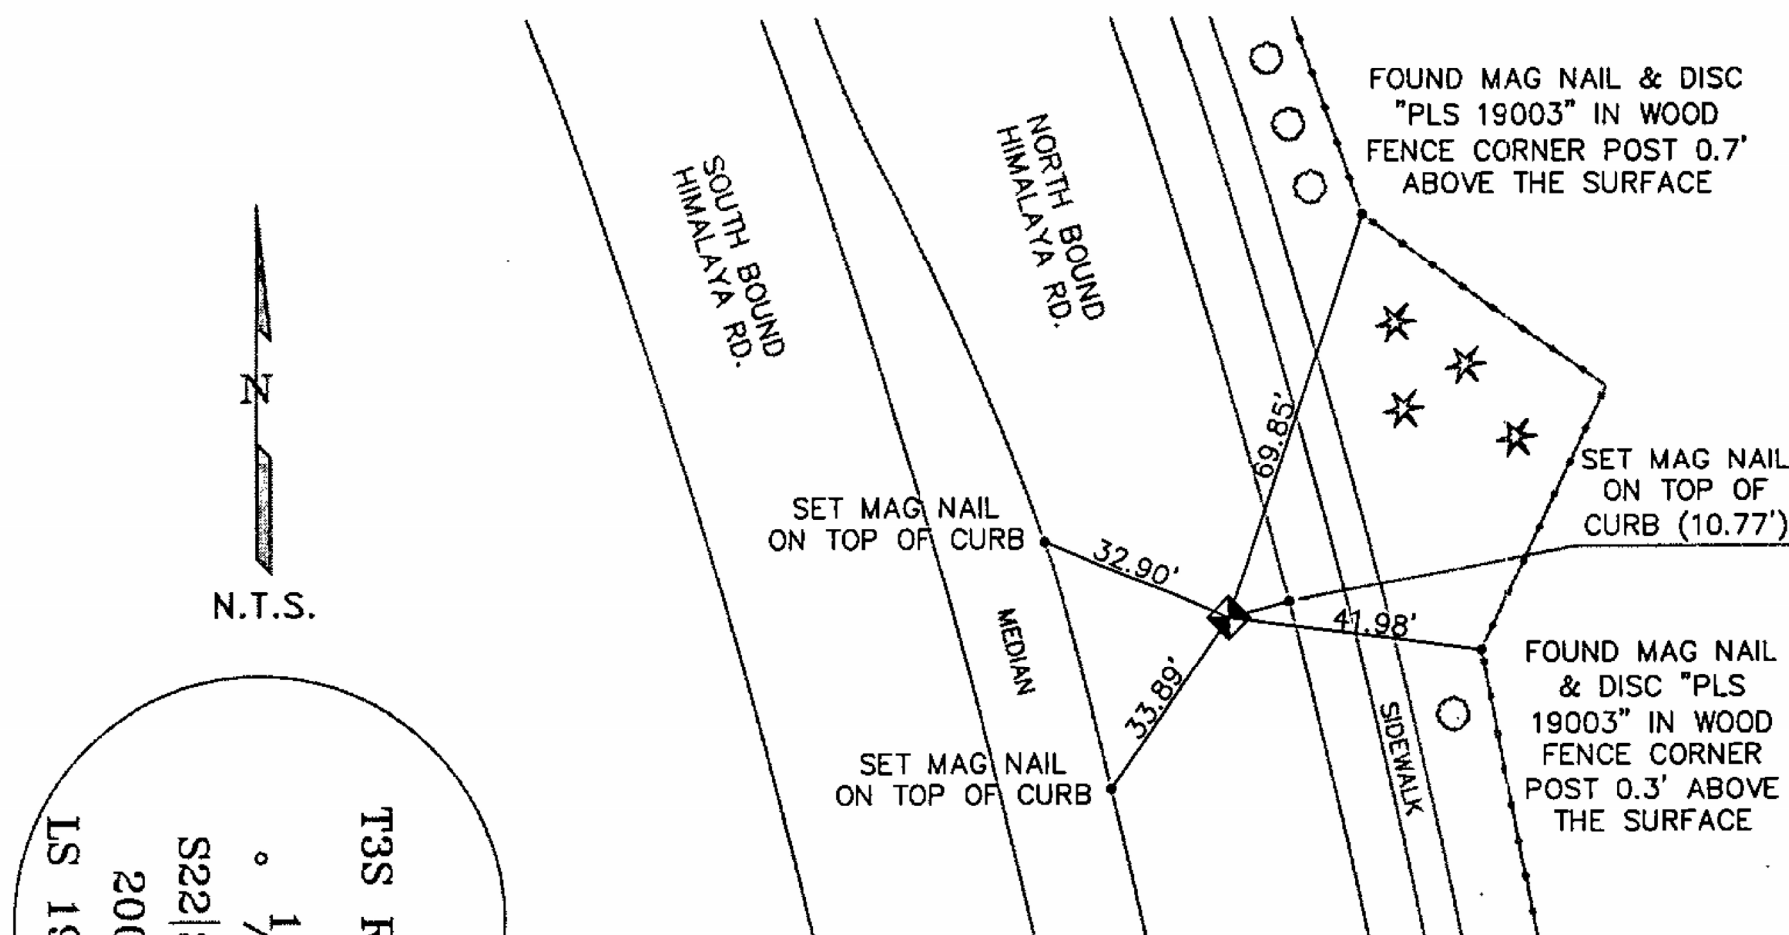 FOUND MAG NAIL & DISC
"PLS 19003" IN WOOD
FENCE CORNER POST 0.7'
ABOVE THE SURFACE
SOUTH BOUND
HIMALAYA RD.
NORTH BOUND
HIMALAYA RD.
N
N.T.S.
69.85'
SET MAG NAIL
ON TOP OF
CURB (10.77')
SET MAG NAIL
ON TOP OF CURB
32.90'
41.98'
33.89'
MEDIAN
SIDEWALK
SET MAG NAIL
ON TOP OF CURB
FOUND MAG NAIL
& DISC "PLS
19003" IN WOOD
FENCE CORNER
POST 0.3' ABOVE
THE SURFACE
T3S
S22
LS